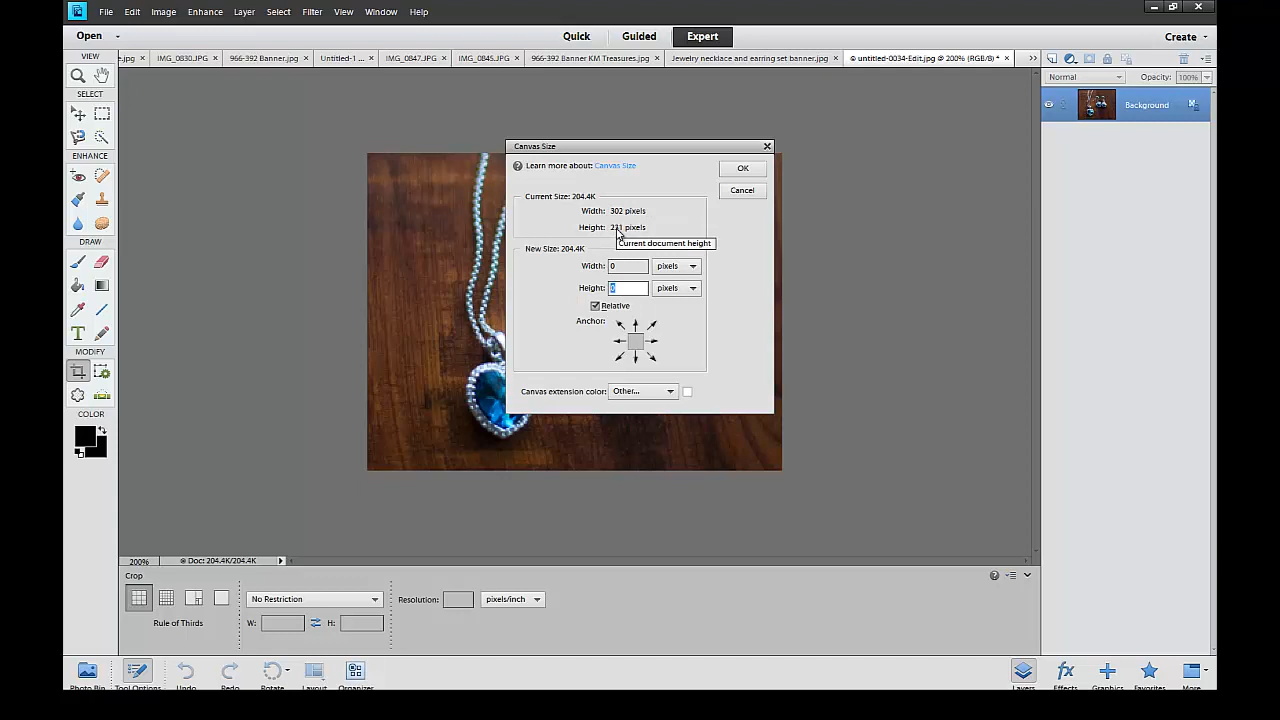 File Edit Image Enhance Layer Select Filter View Window Help
Open Quick Guided Expert Create
VIEW e.jpg × IMG_0830.JPG × 966-392 Banner.jpg × Untitled-1 ... × IMG_0847.JPG × IMG_0845.JPG × 966-392 Banner KM Treasures.jpg × Jewelry necklace and earring set banner.jpg × © untitled-0034-Edit.jpg @ 200% (RGB/8) * ×
Normal Opacity: 100%
SELECT
Background
ENHANCE
DRAW
MODIFY
COLOR
Canvas Size
Learn more about: Canvas Size
OK
Cancel
Current Size: 204.4K
Width: 302 pixels
Height: pixels
Current document height
New Size: 204.4K
Width: 0 pixels
Height: 0 pixels
Relative
Anchor:
Canvas extension color: Other...
200% Doc: 204.4K/204.4K
Crop
No Restriction Resolution: pixels/inch
Rule of Thirds W: H:
Photo Bin Tool Options Undo Redo Rotate Layout Organizer Layers Effects Graphics Favorites More